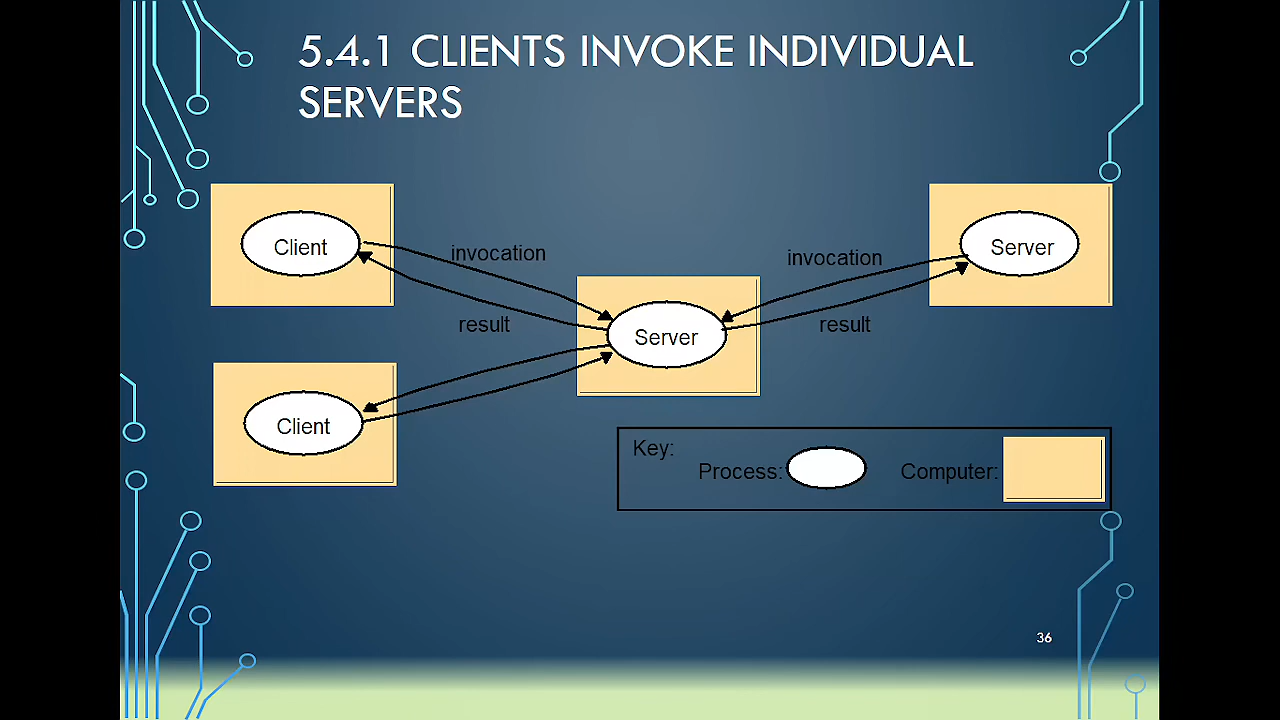 5.4.1 CLIENTS INVOKE INDIVIDUAL
SERVERS
Client
invocation
invocation
Server
result
Server
result
Client
Key:
Process:
Computer:
36